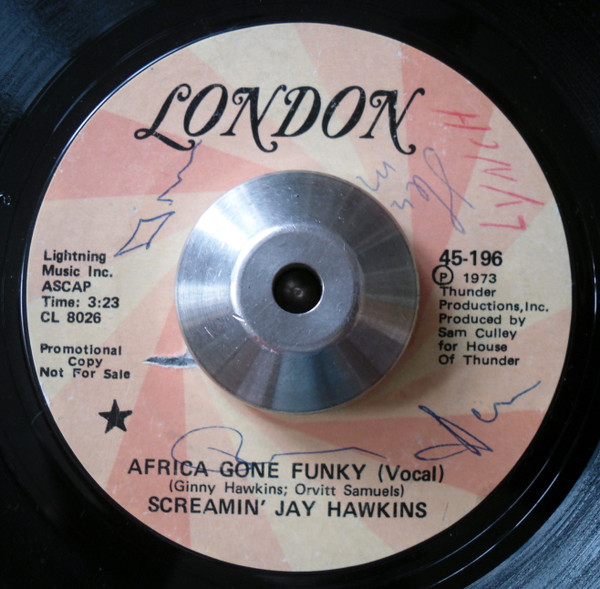 LONDON
Lightning
Music Inc.
ASCAP
Time: 3:23
CL 8026
Promotional
Copy
Not For Sale
45-196
Ⓟ 1973
Thunder
Productions, Inc.
Produced by
Sam Culley
for House
Of Thunder
AFRICA GONE FUNKY (Vocal)
(Ginny Hawkins; Orvitt Samuels)
SCREAMIN' JAY HAWKINS